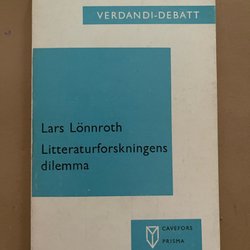 VERDANDI-DEBATT
Lars Lönnroth
Litteraturforskningens
dilemma
CAVEFORS
PRISMA